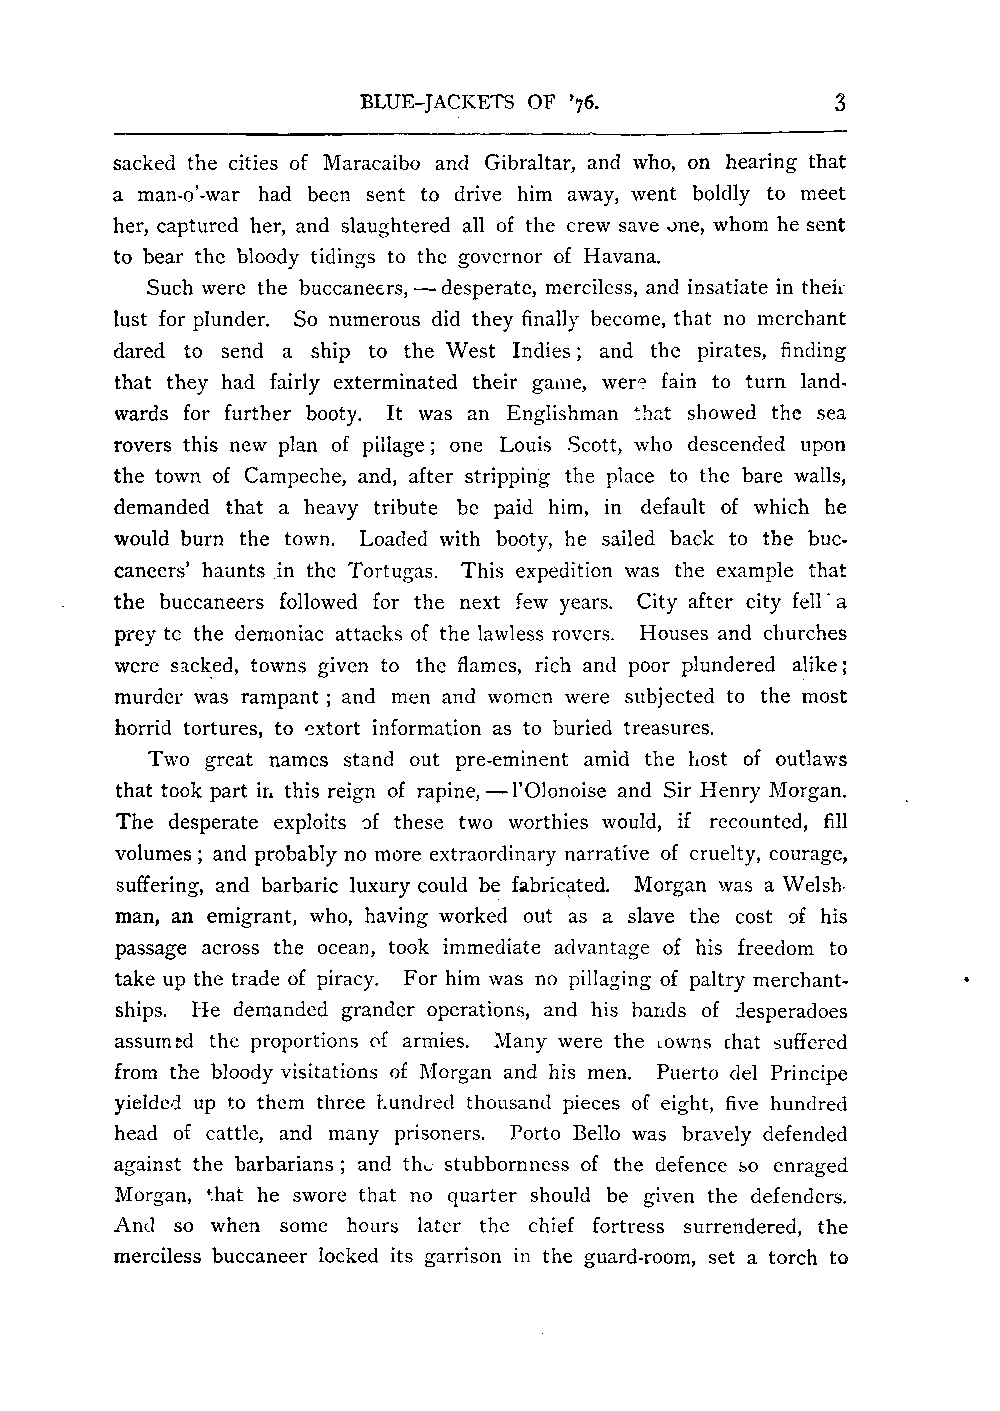 BLUE-JACKETS OF '76. 3
sacked the cities of Maracaibo and Gibraltar, and who, on hearing that
a man-o'-war had been sent to drive him away, went boldly to meet
her, captured her, and slaughtered all of the crew save one, whom he sent
to bear the bloody tidings to the governor of Havana.
Such were the buccaneers, — desperate, merciless, and insatiate in their
lust for plunder. So numerous did they finally become, that no merchant
dared to send a ship to the West Indies; and the pirates, finding
that they had fairly exterminated their game, were fain to turn land-
wards for further booty. It was an Englishman that showed the sea
rovers this new plan of pillage; one Louis Scott, who descended upon
the town of Campeche, and, after stripping the place to the bare walls,
demanded that a heavy tribute be paid him, in default of which he
would burn the town. Loaded with booty, he sailed back to the buc-
caneers' haunts in the Tortugas. This expedition was the example that
the buccaneers followed for the next few years. City after city fell a
prey to the demoniac attacks of the lawless rovers. Houses and churches
were sacked, towns given to the flames, rich and poor plundered alike;
murder was rampant; and men and women were subjected to the most
horrid tortures, to extort information as to buried treasures.
Two great names stand out pre-eminent amid the host of outlaws
that took part in this reign of rapine, — l'Olonoise and Sir Henry Morgan.
The desperate exploits of these two worthies would, if recounted, fill
volumes; and probably no more extraordinary narrative of cruelty, courage,
suffering, and barbaric luxury could be fabricated. Morgan was a Welsh-
man, an emigrant, who, having worked out as a slave the cost of his
passage across the ocean, took immediate advantage of his freedom to
take up the trade of piracy. For him was no pillaging of paltry merchant-
ships. He demanded grander operations, and his bands of desperadoes
assumed the proportions of armies. Many were the towns that suffered
from the bloody visitations of Morgan and his men. Puerto del Principe
yielded up to them three hundred thousand pieces of eight, five hundred
head of cattle, and many prisoners. Porto Bello was bravely defended
against the barbarians; and the stubbornness of the defence so enraged
Morgan, that he swore that no quarter should be given the defenders.
And so when some hours later the chief fortress surrendered, the
merciless buccaneer locked its garrison in the guard-room, set a torch to